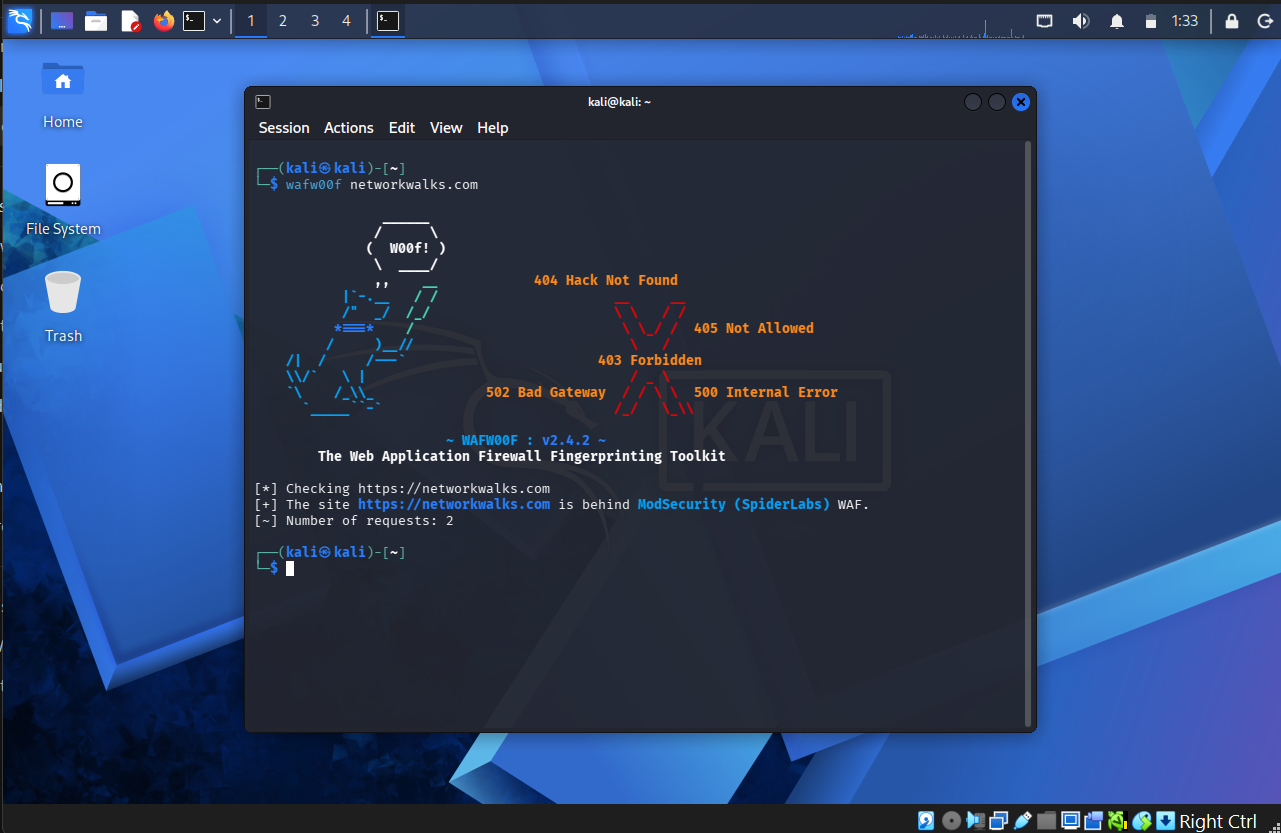 1 2 3 4
1:33
Home
File System
Trash
kali@kali: ~
Session Actions Edit View Help
┌──(kali㉿kali)-[~]
└─$ wafw00f networkwalks.com
W00f!
404 Hack Not Found
405 Not Allowed
403 Forbidden
502 Bad Gateway
500 Internal Error
~ WAFW00F : v2.4.2 ~
The Web Application Firewall Fingerprinting Toolkit
[*] Checking https://networkwalks.com
[+] The site https://networkwalks.com is behind ModSecurity (SpiderLabs) WAF.
[~] Number of requests: 2
┌──(kali㉿kali)-[~]
└─$
KALI
Right Ctrl